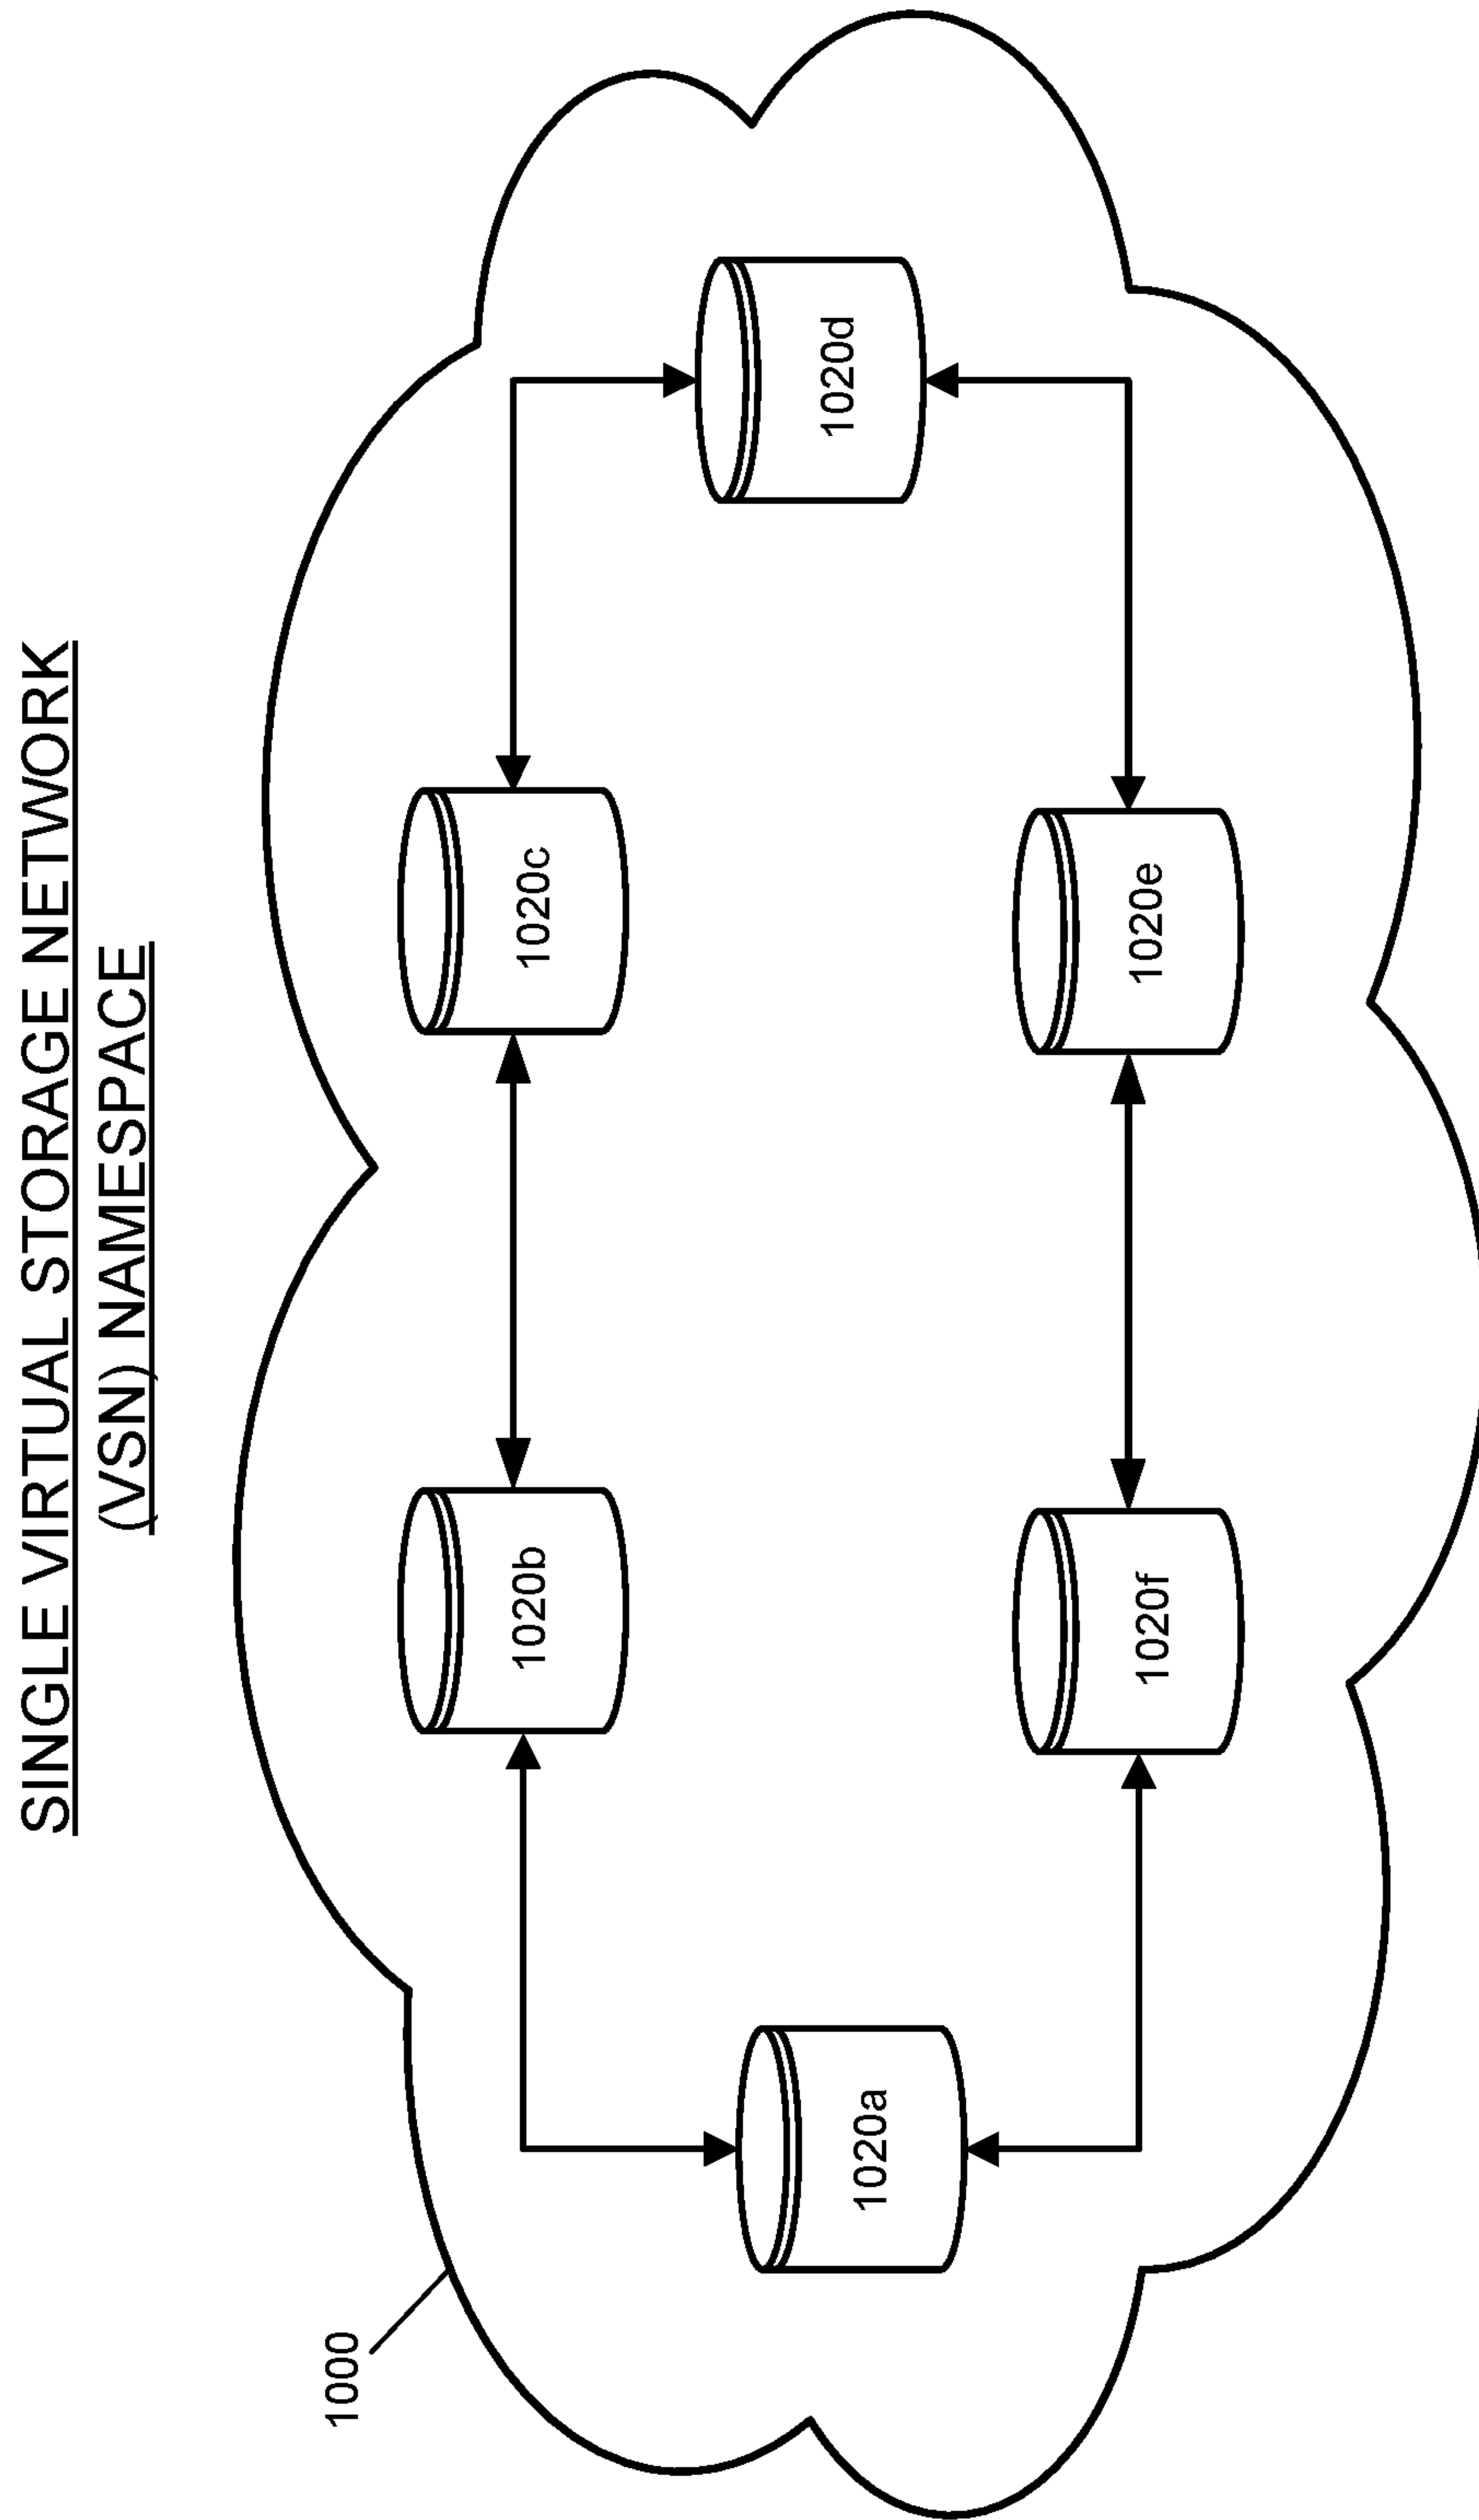 SINGLE VIRTUAL STORAGE NETWORK
(VSN) NAMESPACE
1000
1020b
1020c
1020a
1020d
1020f
1020e